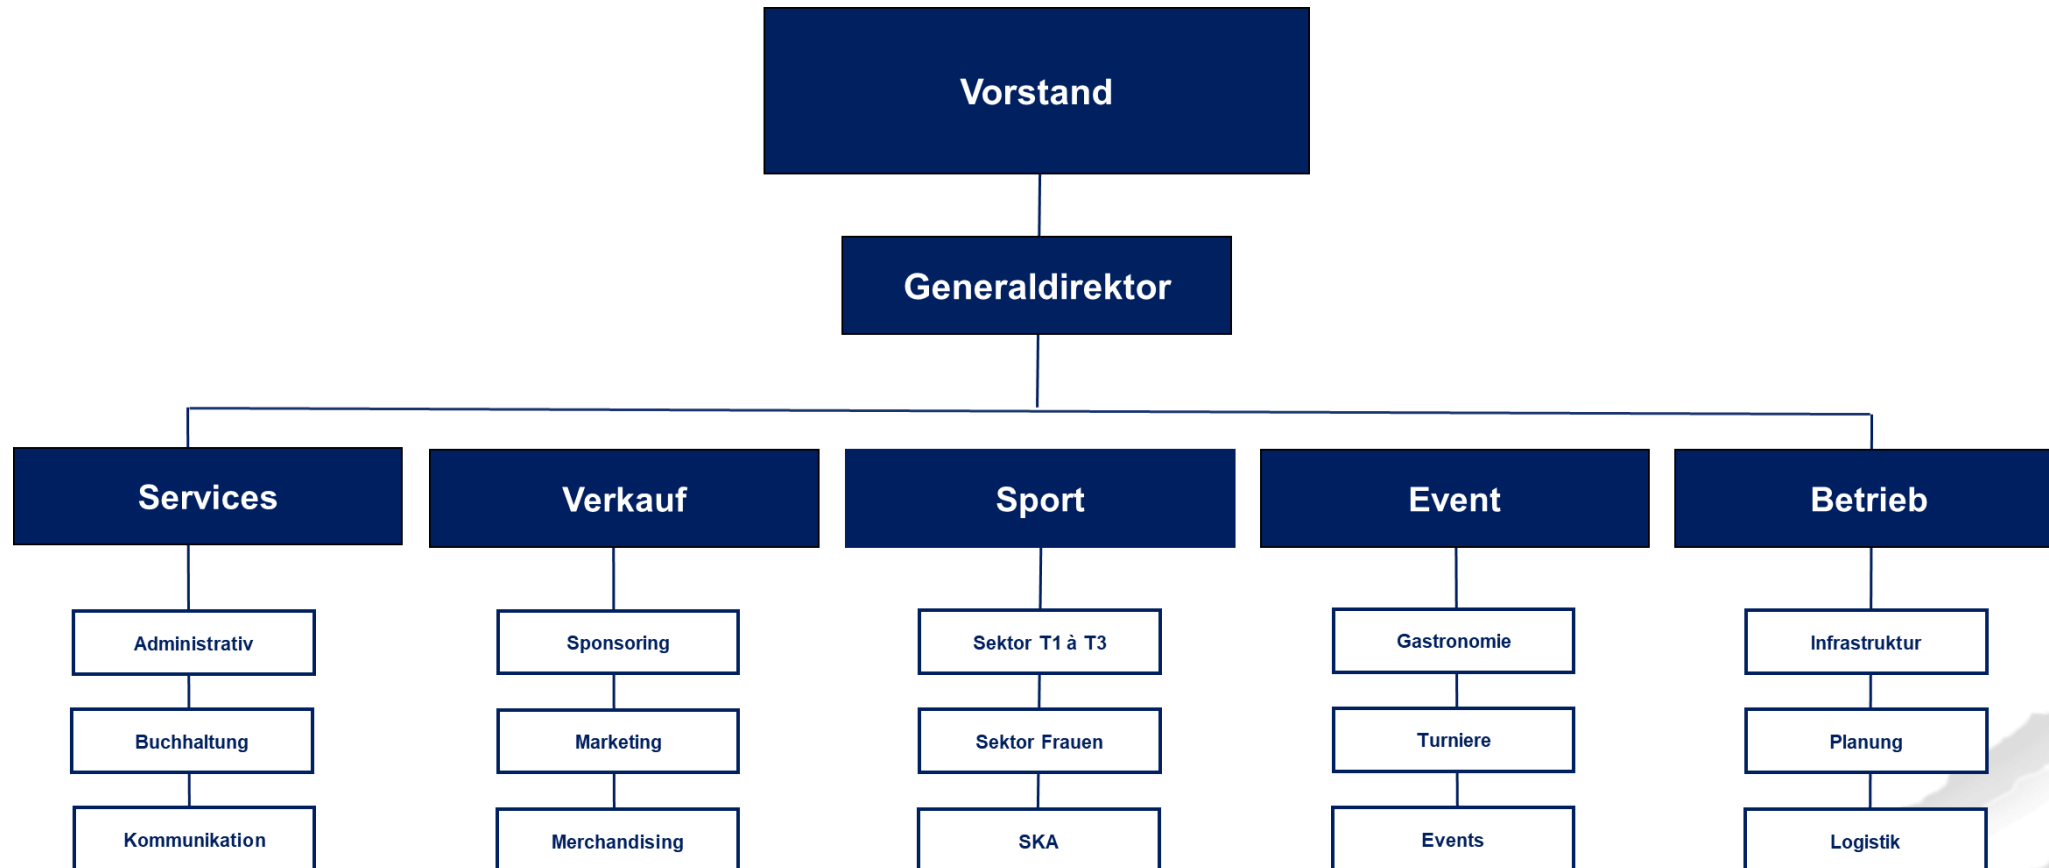 Vorstand
Generaldirektor
Services
Verkauf
Sport
Event
Betrieb
Administrativ
Sponsoring
Sektor T1 à T3
Gastronomie
Infrastruktur
Buchhaltung
Marketing
Sektor Frauen
Turniere
Planung
Kommunikation
Merchandising
SKA
Events
Logistik